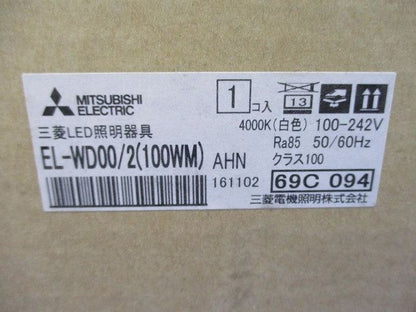 MITSUBISHI
ELECTRIC
1コ入
13
三菱LED照明器具
4000K(白色) 100-242V
EL-WD00/2(100WM) AHN
Ra85 50/60Hz
クラス100
161102
69C 094
三菱電機照明株式会社